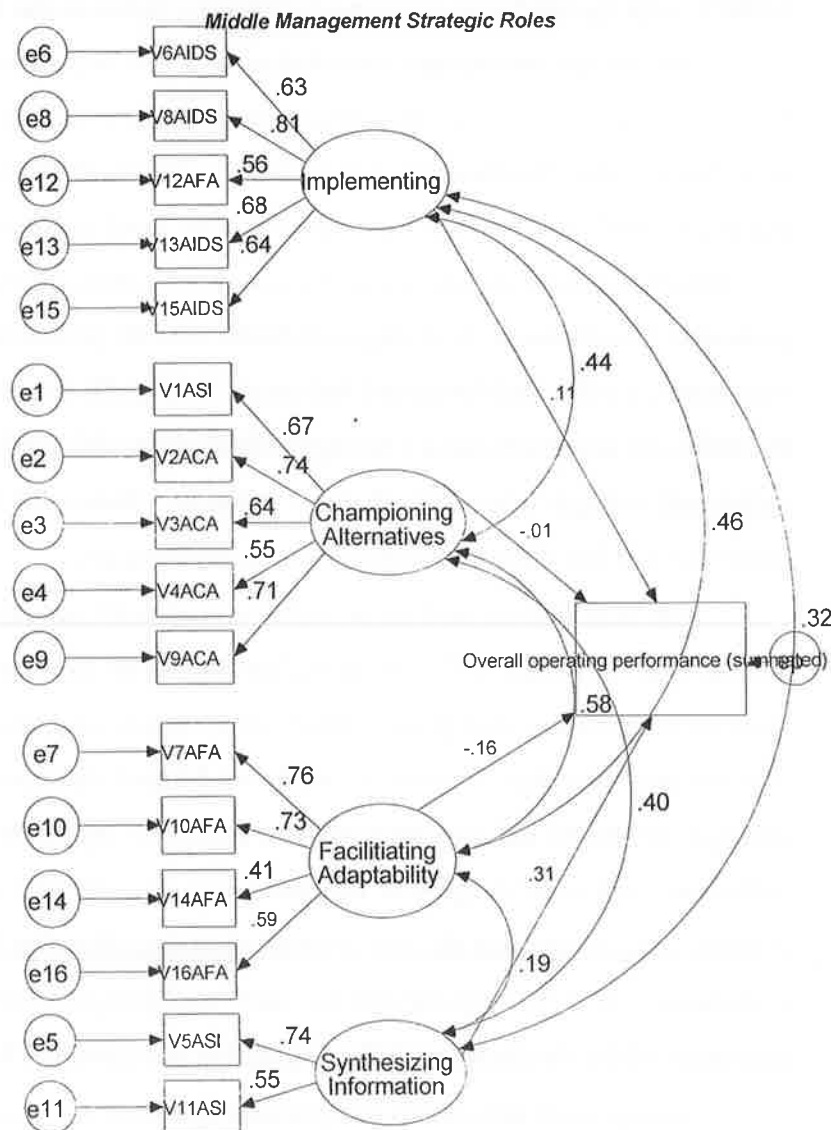 Middle Management Strategic Roles
e6
V6AIDS
.63
e8
V8AIDS
.81
e12
V12AFA
.56
Implementing
e13
V13AIDS
.68
.64
e15
V15AIDS
.44
.11
e1
V1ASI
.67
e2
V2ACA
.74
e3
V3ACA
.64
Championing
Alternatives
-.01
.46
e4
V4ACA
.55
.71
e9
V9ACA
.32
Overall operating performance (summated)
.58
e7
V7AFA
.76
-.16
e10
V10AFA
.73
.40
Facilitiating
Adaptability
e14
V14AFA
.41
.31
.59
e16
V16AFA
.19
e5
V5ASI
.74
Synthesizing
Information
.55
e11
V11ASI